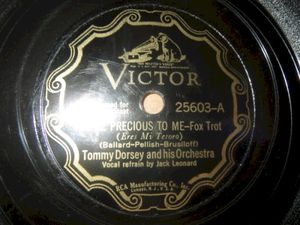 VICTOR
25603-A
PRECIOUS TO ME-Fox Trot
(Eres Mi Tesoro)
(Ballard-Pellish-Brusiloff)
Tommy Dorsey and his Orchestra
Vocal refrain by Jack Leonard
RCA Manufacturing Co., Inc.
Camden, N. J., U. S. A.